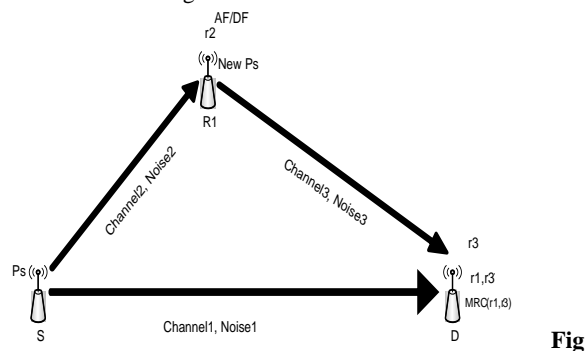 AF/DF
r2
New Ps
R1
Channel2, Noise2
Channel3, Noise3
r3
Ps
r1,r3
MRC(r1,r3)
S
D
Channel1, Noise1
Fig